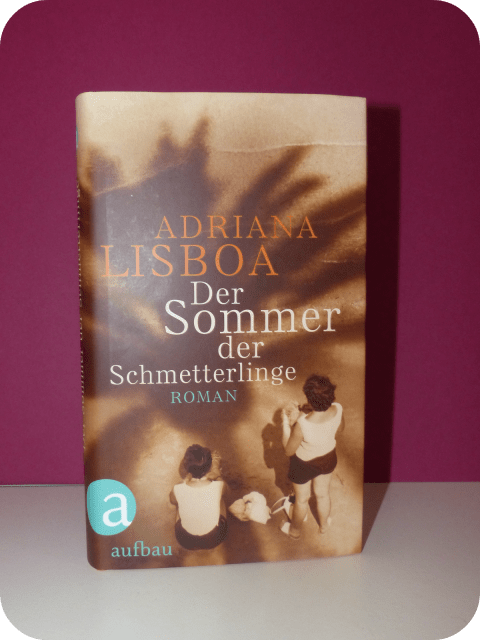 ADRIANA
LISBOA
Der
Sommer
der
Schmetterlinge
ROMAN
a
aufbau